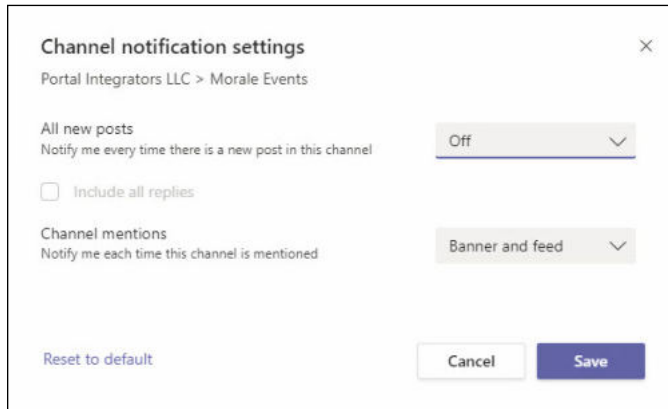 Channel notification settings
Portal Integrators LLC > Morale Events
All new posts
Notify me every time there is a new post in this channel
Off
Include all replies
Channel mentions
Notify me each time this channel is mentioned
Banner and feed
Reset to default
Cancel
Save